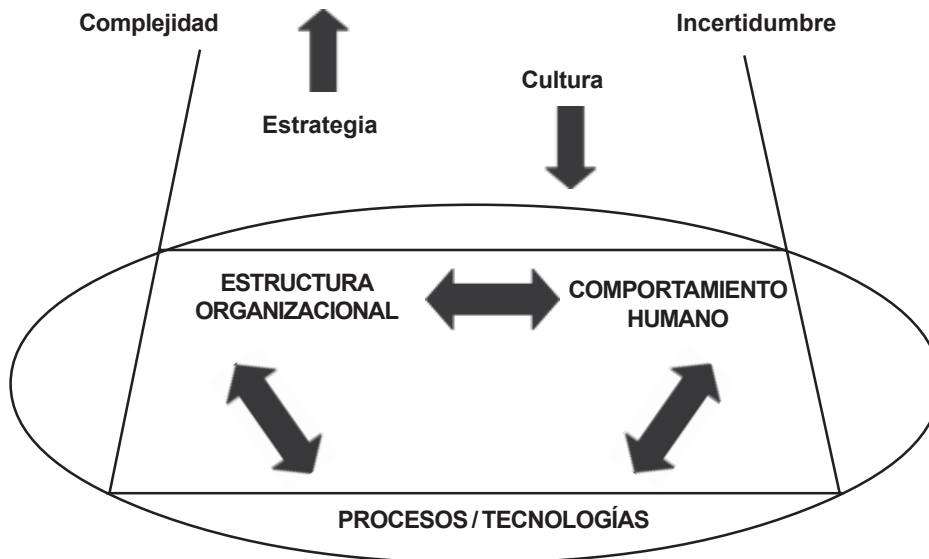 Complejidad
Incertidumbre
Cultura
Estrategia
ESTRUCTURA
ORGANIZACIONAL
COMPORTAMIENTO
HUMANO
PROCESOS / TECNOLOGÍAS